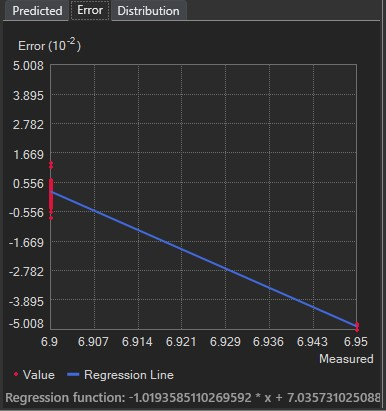 Predicted Error Distribution
Error (10⁻²)
5.008
3.895
2.782
1.669
0.556
-0.556
-1.669
-2.782
-3.895
-5.008
6.9 6.907 6.914 6.921 6.929 6.936 6.943 6.95
Measured
Value Regression Line
Regression function: -1.0193585110269592 * x + 7.035731025088